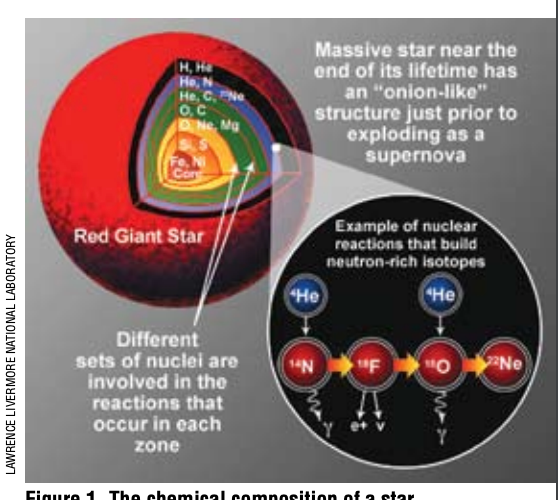 Massive star near the
end of its lifetime has
an “onion-like”
structure just prior to
exploding as a
supernova
H, He
He, N
He, C, ²²Ne
O, C
O, Ne, Mg
Si, S
Fe, Ni
Core
Red Giant Star
Example of nuclear
reactions that build
neutron-rich isotopes
⁴He
⁴He
¹⁴N
¹⁸F
¹⁸O
²²Ne
γ
e+ ν
γ
Different
sets of nuclei are
involved in the
reactions that
occur in each
zone
LAWRENCE LIVERMORE NATIONAL LABORATORY
Figure 1. The chemical composition of a star